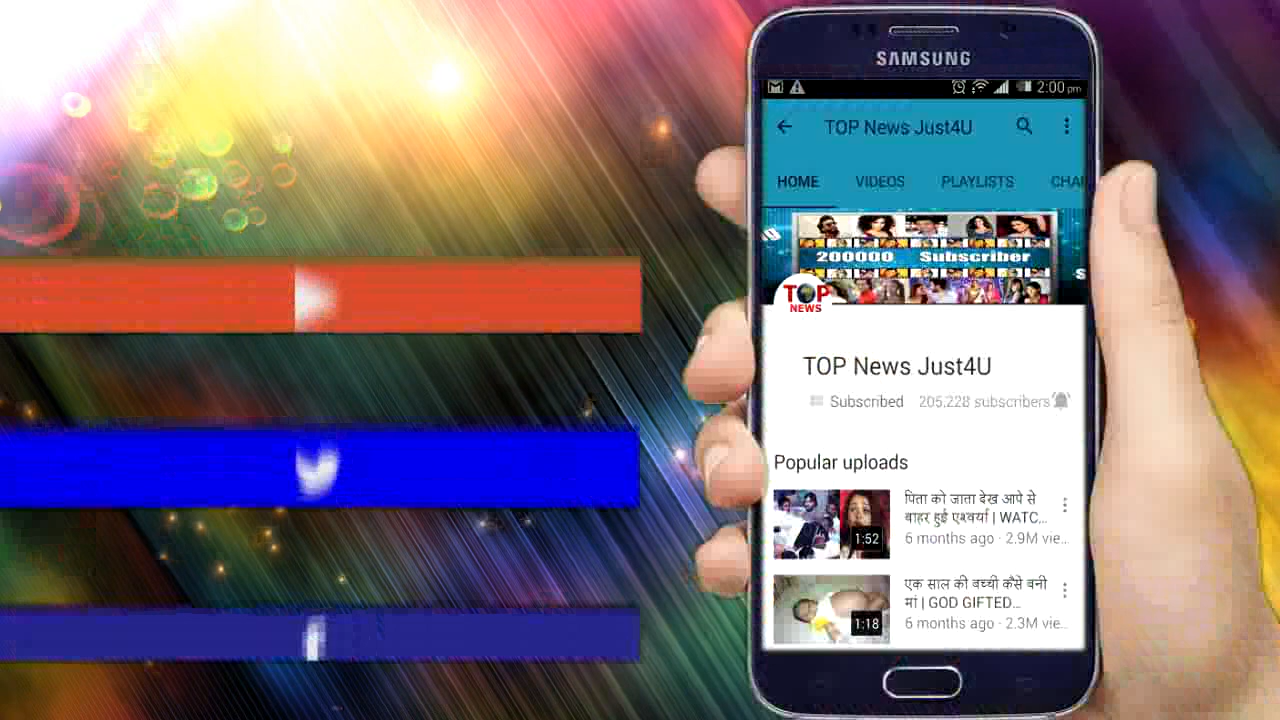 SAMSUNG
2:00 pm
TOP News Just4U
HOME VIDEOS PLAYLISTS CHA
200000 Subscriber
S
TOP
NEWS
TOP News Just4U
Subscribed 205,228 subscribers
Popular uploads
पिता को जाता देख आपे से
बाहर हुई एश्वर्या | WATC...
1:52
6 months ago · 2.9M vie...
एक साल की बच्ची कैसे बनी
मां | GOD GIFTED...
1:18
6 months ago · 2.3M vie...